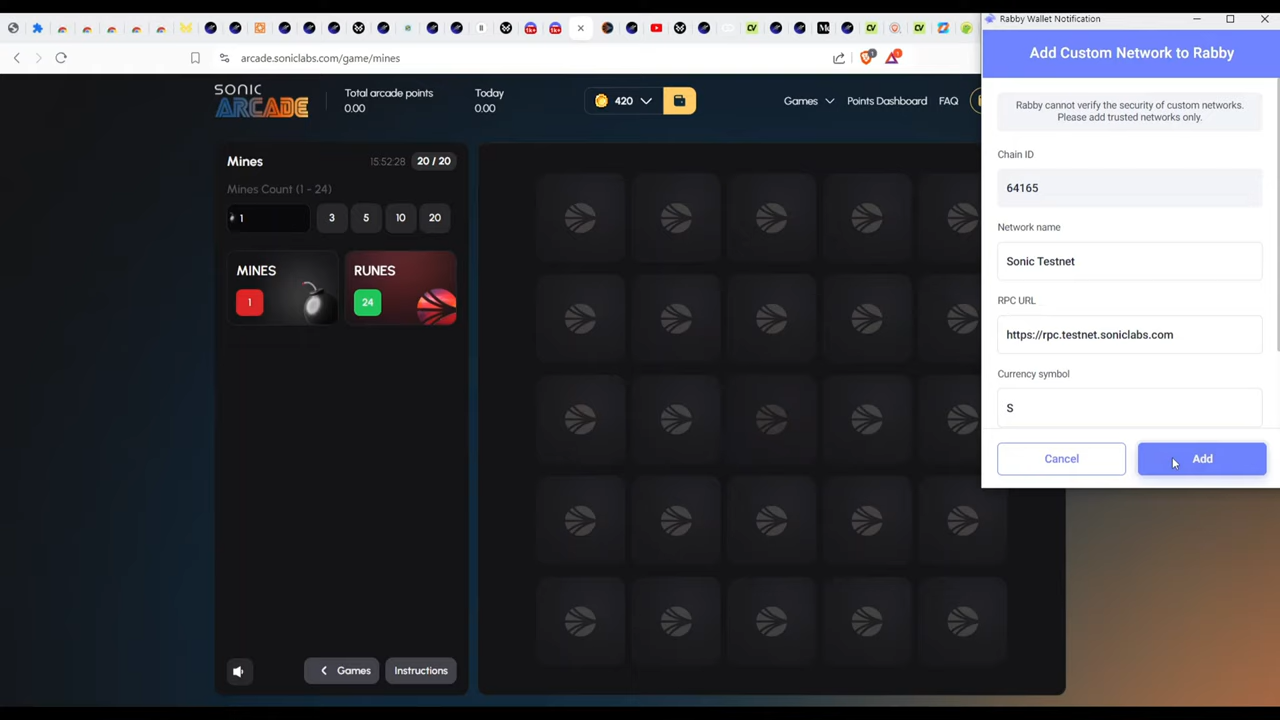 Rabby Wallet Notification
Add Custom Network to Rabby
Rabby cannot verify the security of custom networks.
Please add trusted networks only.
Chain ID
64165
Network name
Sonic Testnet
RPC URL
https://rpc.testnet.soniclabs.com
Currency symbol
S
Cancel
Add
arcade.soniclabs.com/game/mines
1
1
SONIC
ARCADE
Total arcade points
0.00
Today
0.00
420
Games
Points Dashboard
FAQ
Mines
15:52:28
20 / 20
Mines Count (1 - 24)
1
3
5
10
20
MINES
1
RUNES
24
Games
Instructions